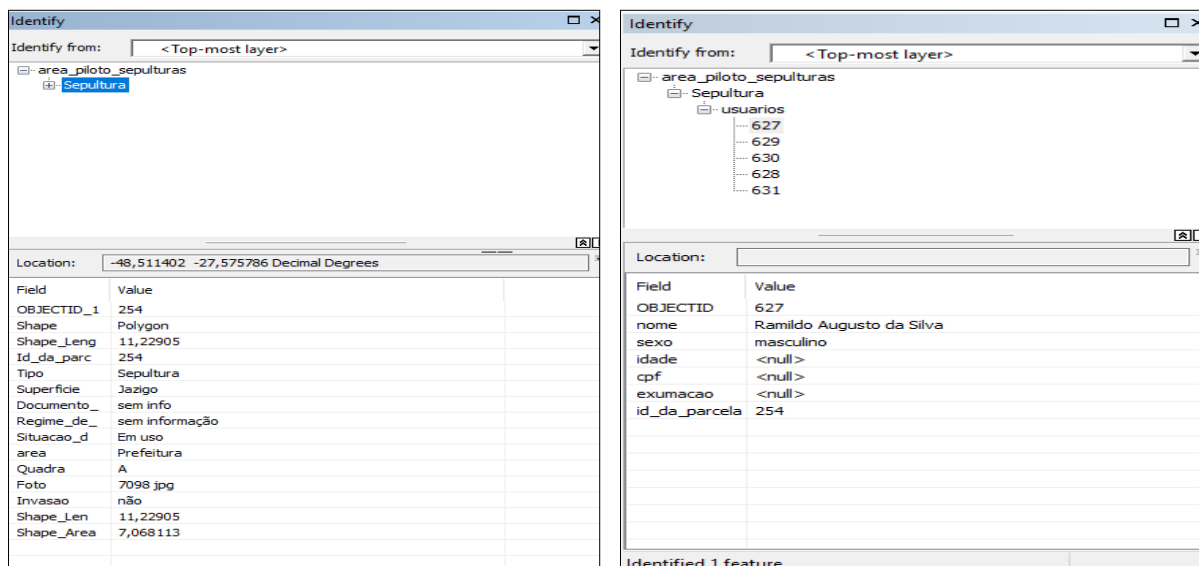 Identify
Identify from: <Top-most layer>
area_piloto_sepulturas
Sepultura
Location: -48,511402 -27,575786 Decimal Degrees
Field Value
OBJECTID_1 254
Shape Polygon
Shape_Leng 11,22905
Id_da_parc 254
Tipo Sepultura
Superficie Jazigo
Documento_ sem info
Regime_de_ sem informação
Situacao_d Em uso
area Prefeitura
Quadra A
Foto 7098 jpg
Invasao não
Shape_Len 11,22905
Shape_Area 7,068113
Identify
Identify from: <Top-most layer>
area_piloto_sepulturas
Sepultura
usuarios
627
629
630
628
631
Location:
Field Value
OBJECTID 627
nome Ramildo Augusto da Silva
sexo masculino
idade <null>
cpf <null>
exumacao <null>
id_da_parcela 254
Identified 1 feature